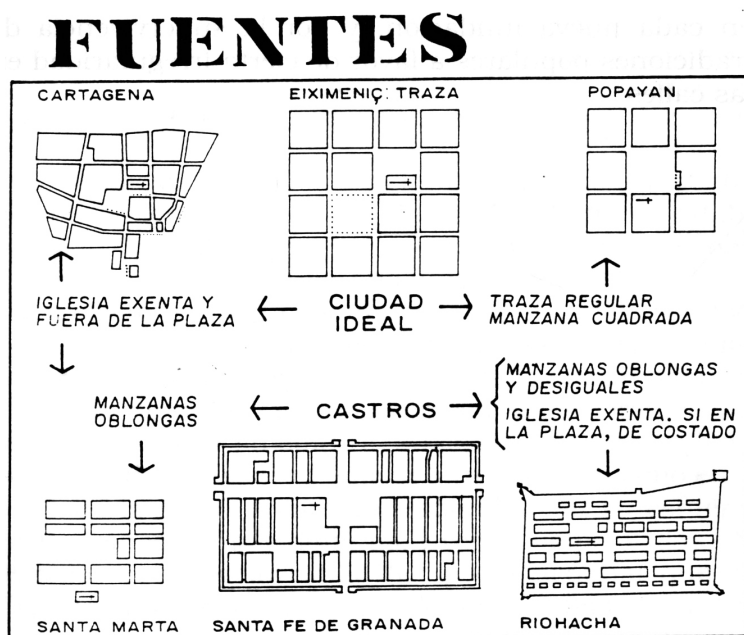 FUENTES
CARTAGENA
EIXIMENIÇ: TRAZA
POPAYAN
IGLESIA EXENTA Y
FUERA DE LA PLAZA
CIUDAD
IDEAL
TRAZA REGULAR
MANZANA CUADRADA
MANZANAS
OBLONGAS
CASTROS
MANZANAS OBLONGAS
Y DESIGUALES
IGLESIA EXENTA. SI EN
LA PLAZA, DE COSTADO
SANTA MARTA
SANTA FE DE GRANADA
RIOHACHA